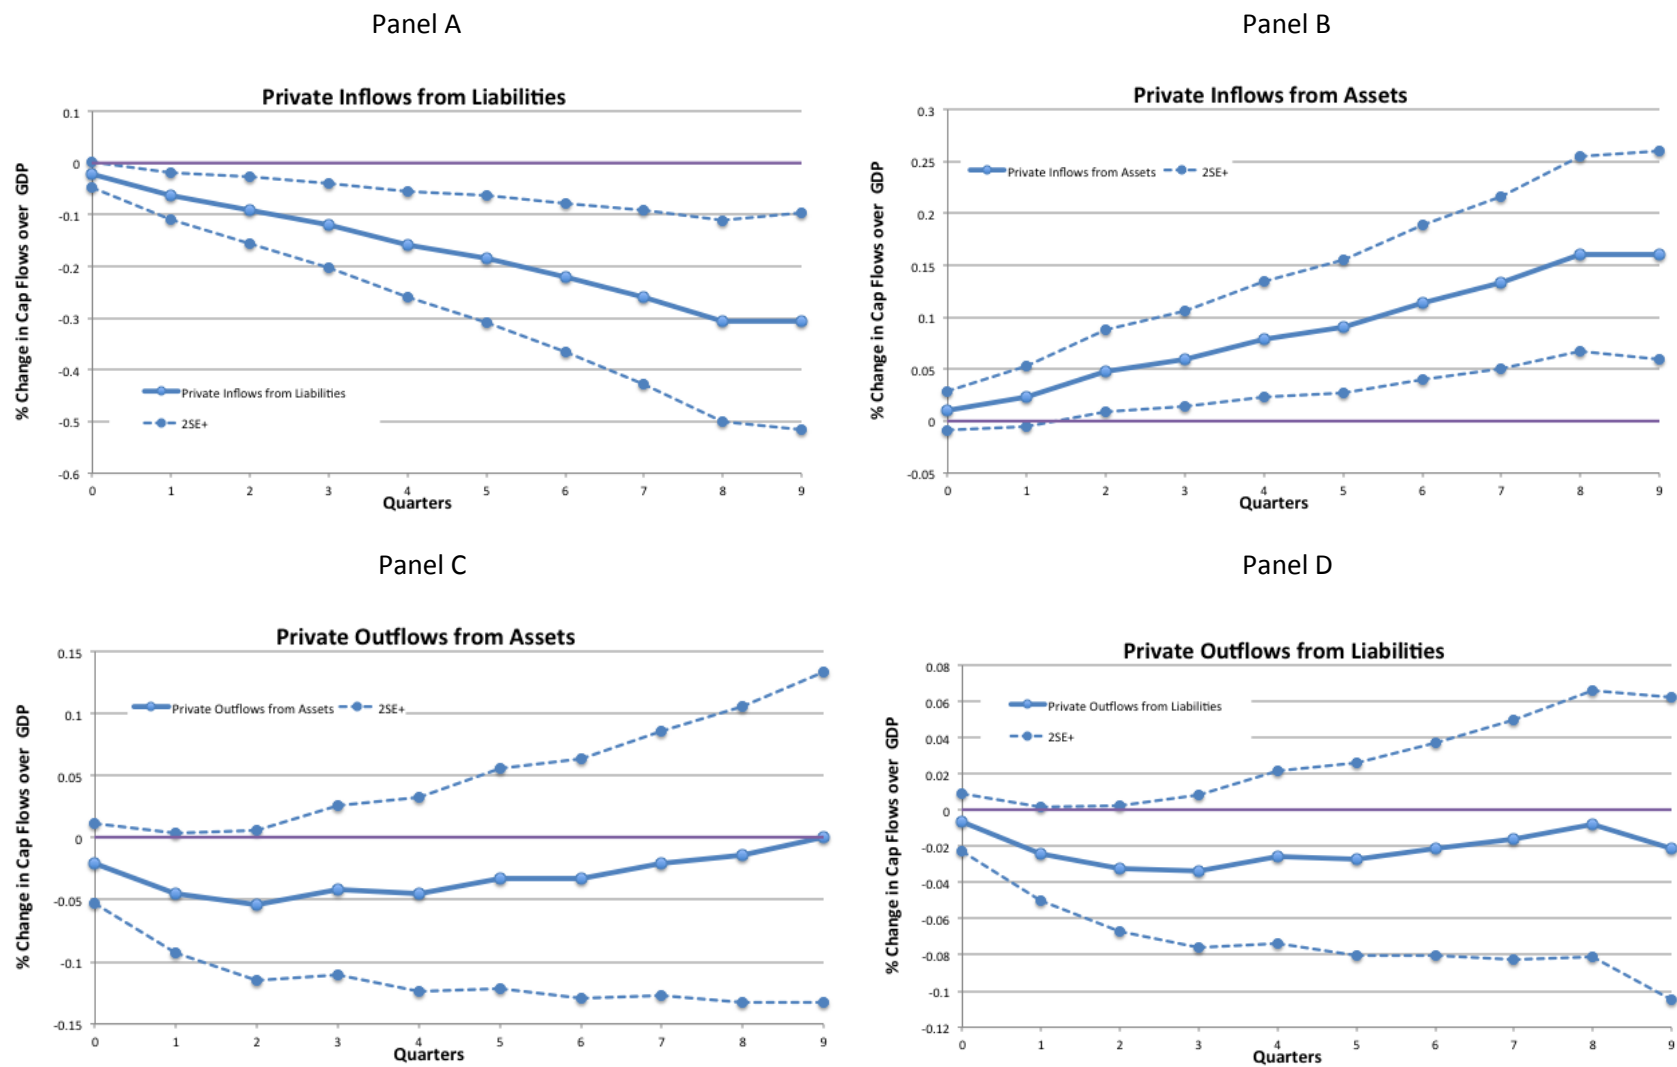 Panel A
Private Inflows from Liabilities
% Change in Cap Flows over GDP
0.1
0
-0.1
-0.2
-0.3
-0.4
-0.5
-0.6
Private Inflows from Liabilities
2SE+
0 1 2 3 4 5 6 7 8 9
Quarters
Panel B
Private Inflows from Assets
% Change in Cap Flows over GDP
0.3
0.25
0.2
0.15
0.1
0.05
0
-0.05
Private Inflows from Assets 2SE+
0 1 2 3 4 5 6 7 8 9
Quarters
Panel C
Private Outflows from Assets
% Change in Cap Flows over GDP
0.15
0.1
0.05
0
-0.05
-0.1
-0.15
Private Outflows from Assets 2SE+
0 1 2 3 4 5 6 7 8 9
Quarters
Panel D
Private Outflows from Liabilities
% Change in Cap Flows over GDP
0.08
0.06
0.04
0.02
0
-0.02
-0.04
-0.06
-0.08
-0.1
-0.12
Private Outflows from Liabilities
2SE+
0 1 2 3 4 5 6 7 8 9
Quarters